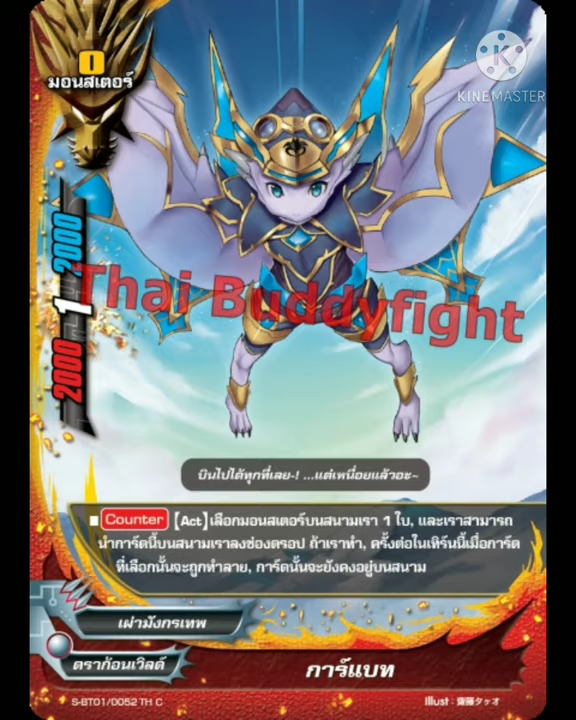 0
มอนสเตอร์
KINEMASTER
2000
1
2000
Thai Buddyfight
บินไปได้ทุกที่เลย-! ...แต่เหนื่อยแล้วอะ~
■ Counter 【Act】เลือกมอนสเตอร์บนสนามเรา 1 ใบ, และเราสามารถ
นำการ์ดนี้บนสนามเราลงช่องดรอป ถ้าเราทำ, ครั้งต่อในเทิร์นนี้เมื่อการ์ด
ที่เลือกนั้นจะถูกทำลาย, การ์ดนั้นจะยังคงอยู่บนสนาม
เผ่ามังกรเทพ
ดราก้อนเวิลด์
การ์แบท
S-BT01/0052 TH C
Illust : 齋藤タヶオ